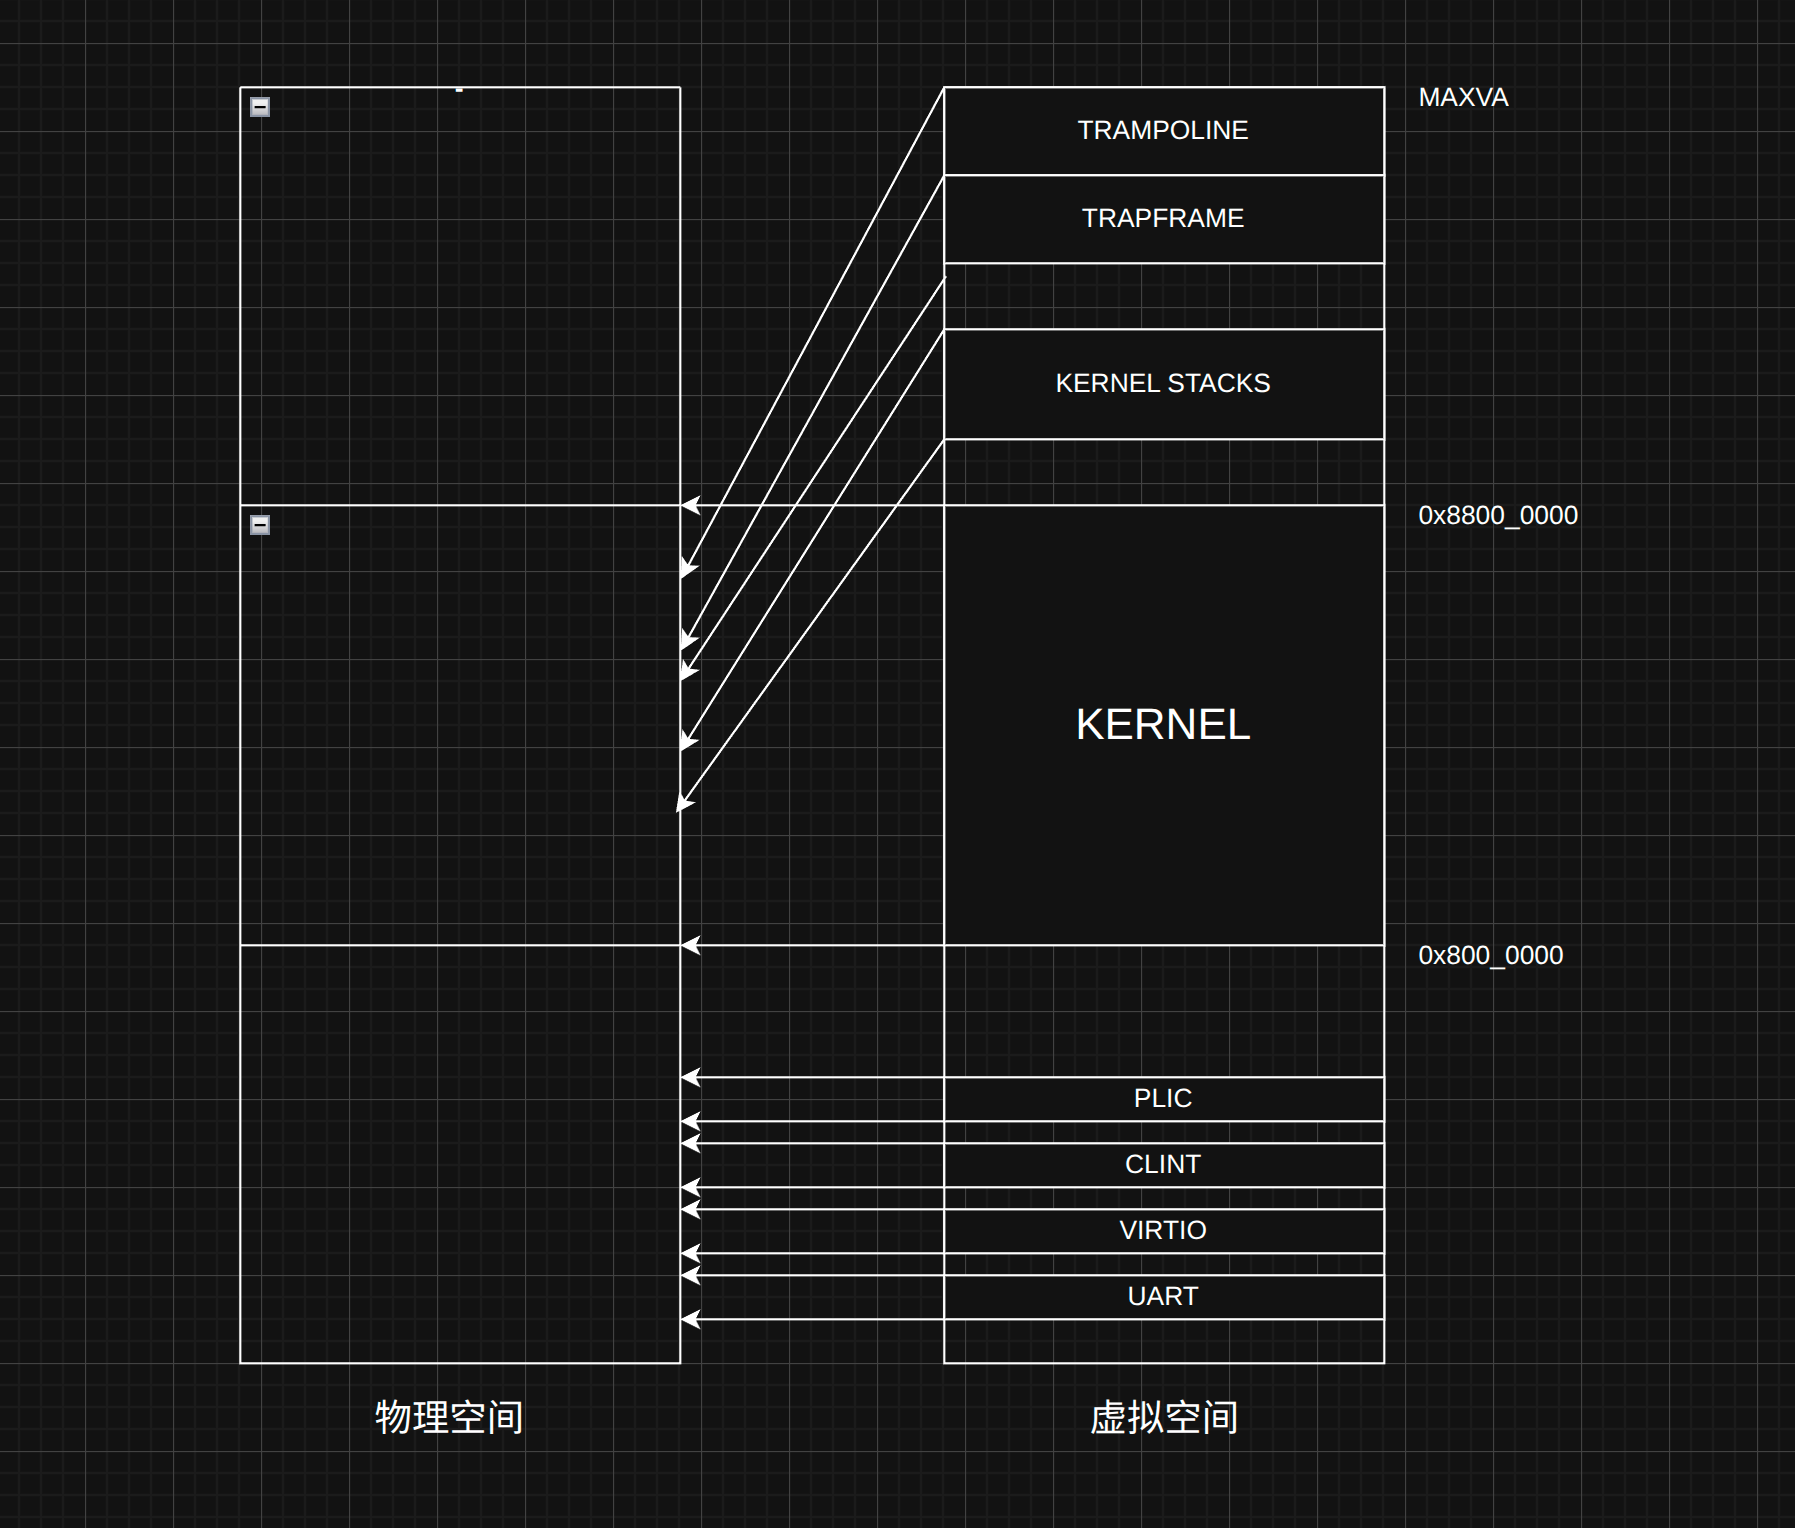 MAXVA
TRAMPOLINE
TRAPFRAME
KERNEL STACKS
0x8800_0000
KERNEL
0x800_0000
PLIC
CLINT
VIRTIO
UART
物理空间
虚拟空间